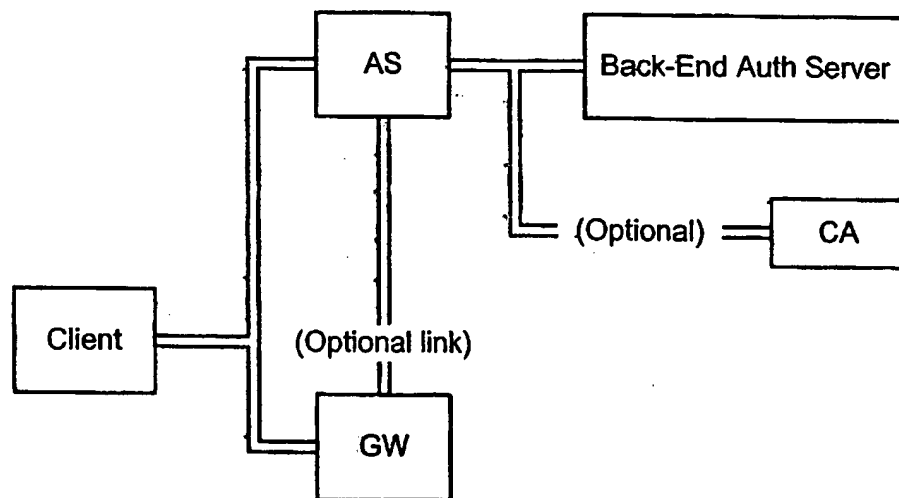 AS
Back-End Auth Server
(Optional)
CA
Client
(Optional link)
GW